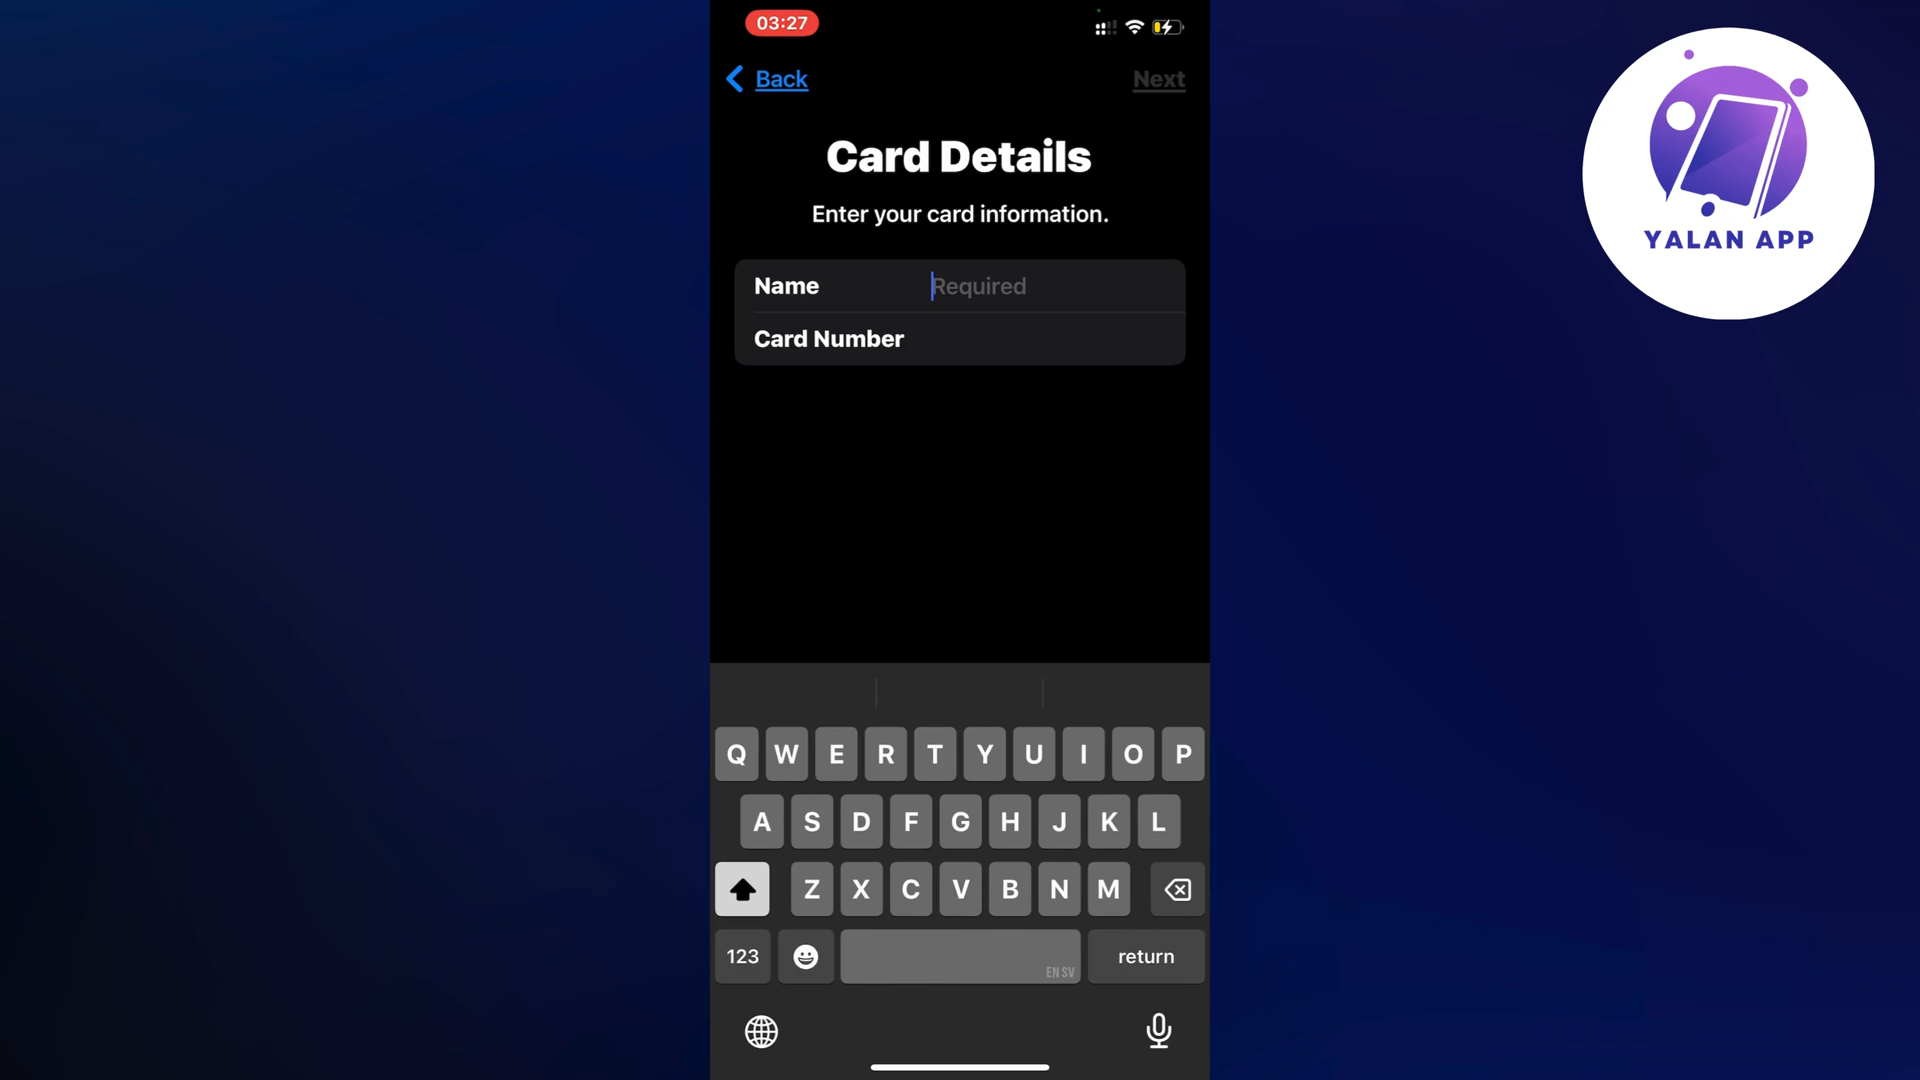 03:27
Back
Next
Card Details
Enter your card information.
Name
Required
Card Number
Q W E R T Y U I O P
A S D F G H J K L
Z X C V B N M
123
EN SV
return
YALAN APP